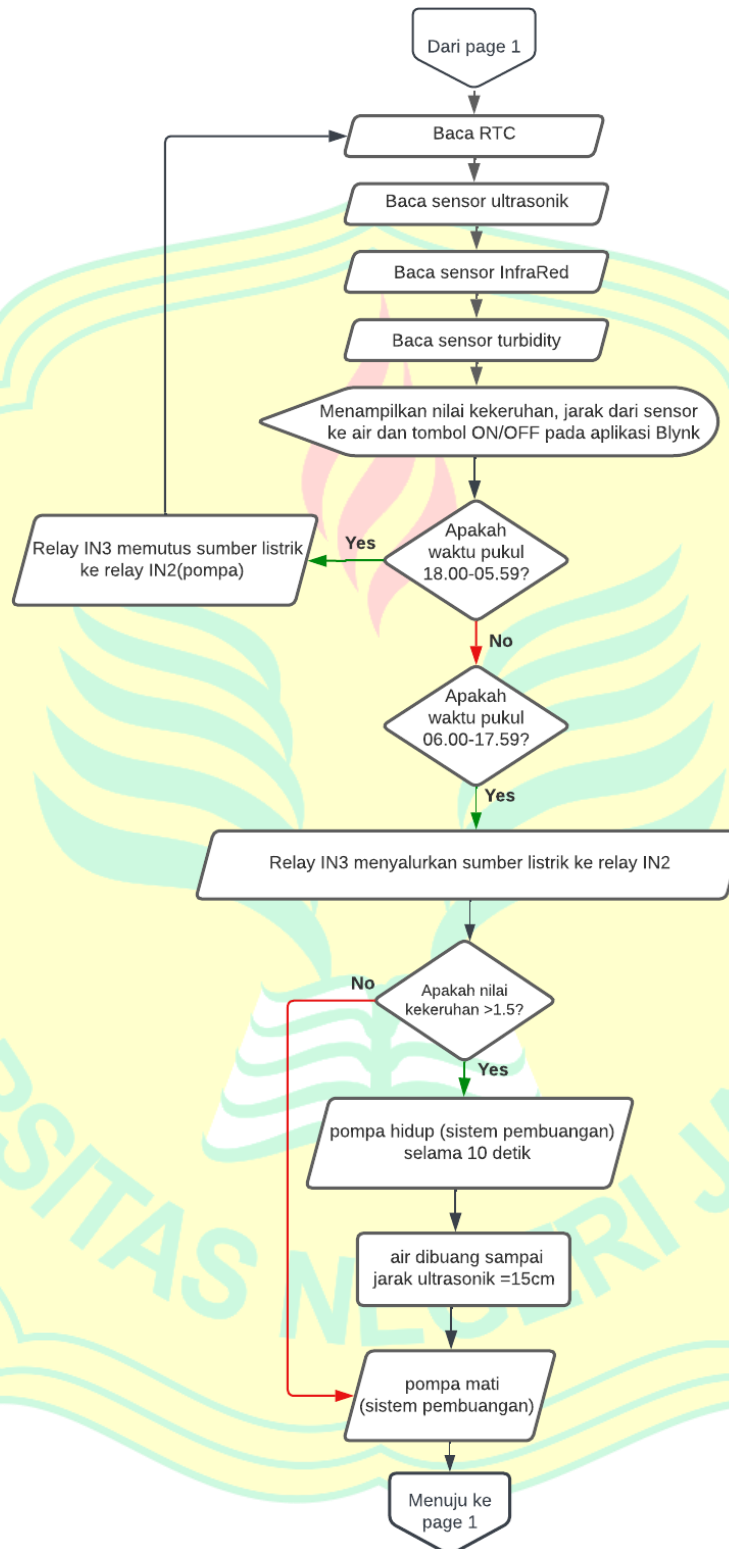 Dari page 1
Baca RTC
Baca sensor ultrasonik
Baca sensor InfraRed
Baca sensor turbidity
Menampilkan nilai kekeruhan, jarak dari sensor
ke air dan tombol ON/OFF pada aplikasi Blynk
Apakah
waktu pukul
18.00-05.59?
Yes
Relay IN3 memutus sumber listrik
ke relay IN2(pompa)
No
Apakah
waktu pukul
06.00-17.59?
Yes
Relay IN3 menyalurkan sumber listrik ke relay IN2
Apakah nilai
kekeruhan >1.5?
No
Yes
pompa hidup (sistem pembuangan)
selama 10 detik
air dibuang sampai
jarak ultrasonik =15cm
pompa mati
(sistem pembuangan)
Menuju ke
page 1
RSITAS NEGERI J